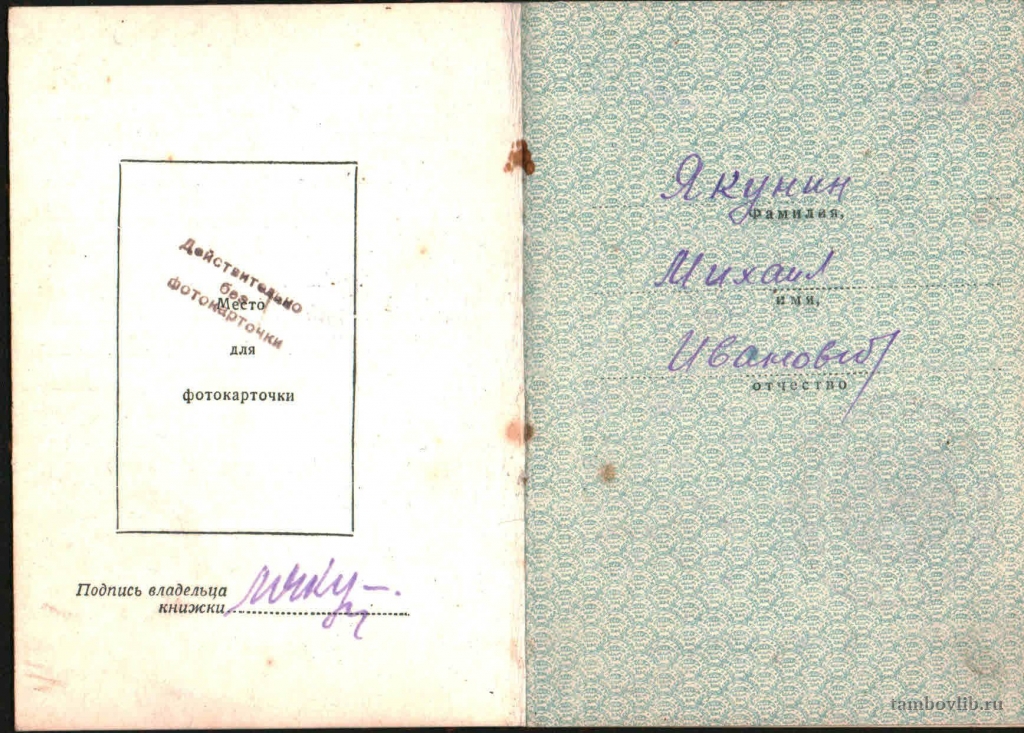 Действительно
без
фотокарточки
Место
для
фотокарточки
Подпись владельца
книжки
Якунин
фамилия,
Михаил
имя,
Иванович
отчество
tambovlib.ru